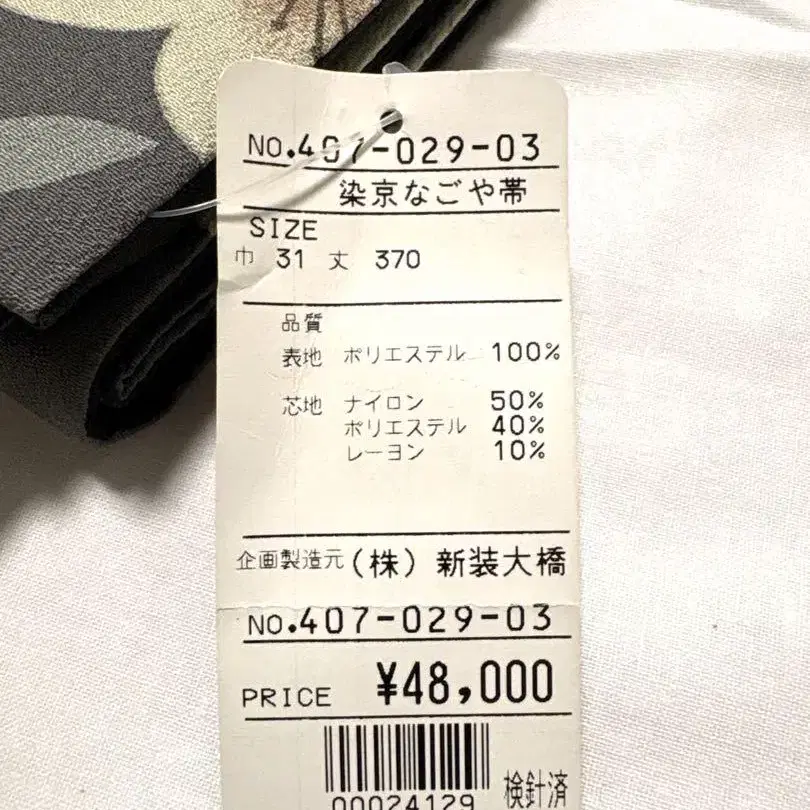 NO.407-029-03
染京なごや帯
SIZE
巾 31 丈 370
品質
表地 ポリエステル 100%
芯地 ナイロン 50%
ポリエステル 40%
レーヨン 10%
企画製造元(株) 新装大橋
NO.407-029-03
PRICE ¥48,000
00024129
検針済